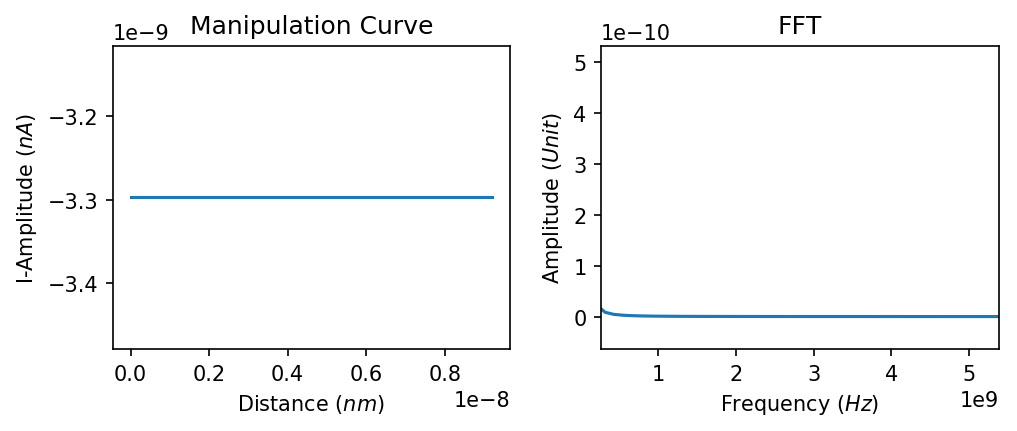 Manipulation Curve
1e−9
−3.2
−3.3
−3.4
I-Amplitude (nA)
0.0 0.2 0.4 0.6 0.8
1e−8
Distance (nm)
FFT
1e−10
5
4
3
2
1
0
Amplitude (Unit)
1 2 3 4 5
1e9
Frequency (Hz)